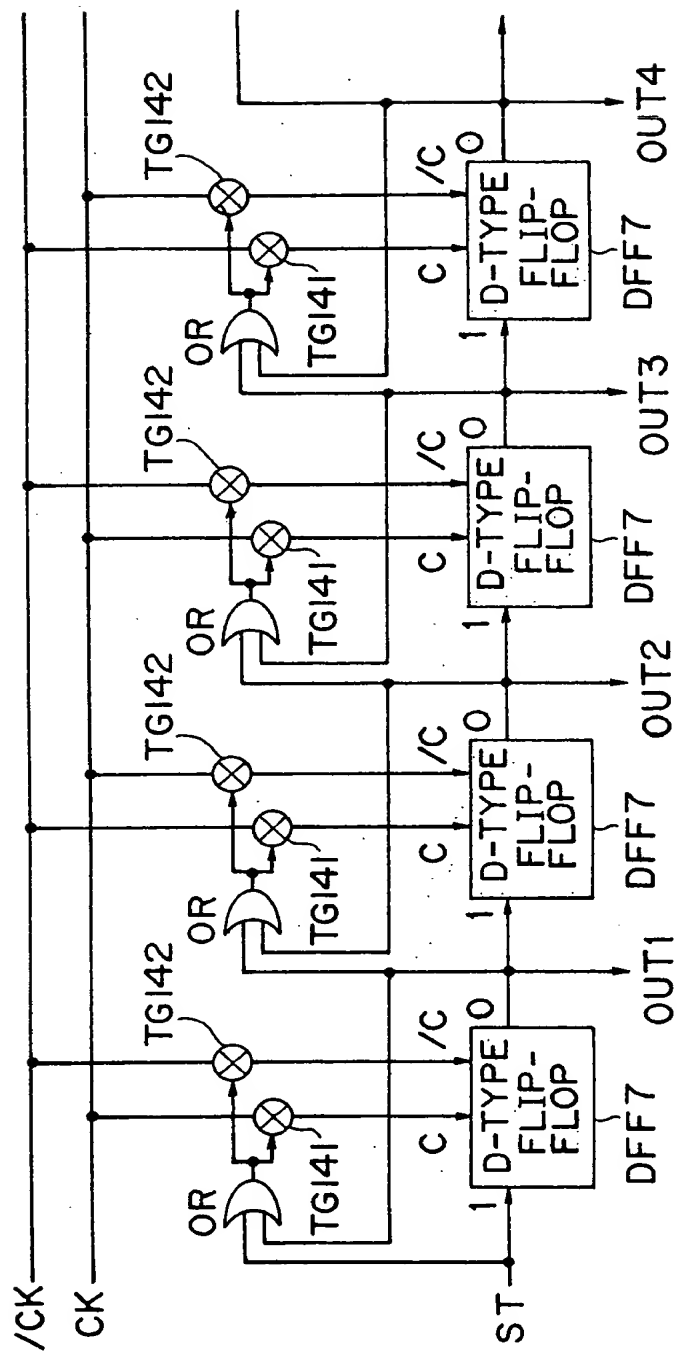 /CK
CK
TG142 TG142 TG142 TG142
OR OR OR OR
TG141 TG141 TG141 TG141
C /C C /C C /C C /C
1 0 1 0 1 0 1 0
ST
D-TYPE D-TYPE D-TYPE D-TYPE
FLIP- FLIP- FLIP- FLIP-
FLOP FLOP FLOP FLOP
DFF7 OUT1 DFF7 OUT2 DFF7 OUT3 DFF7 OUT4